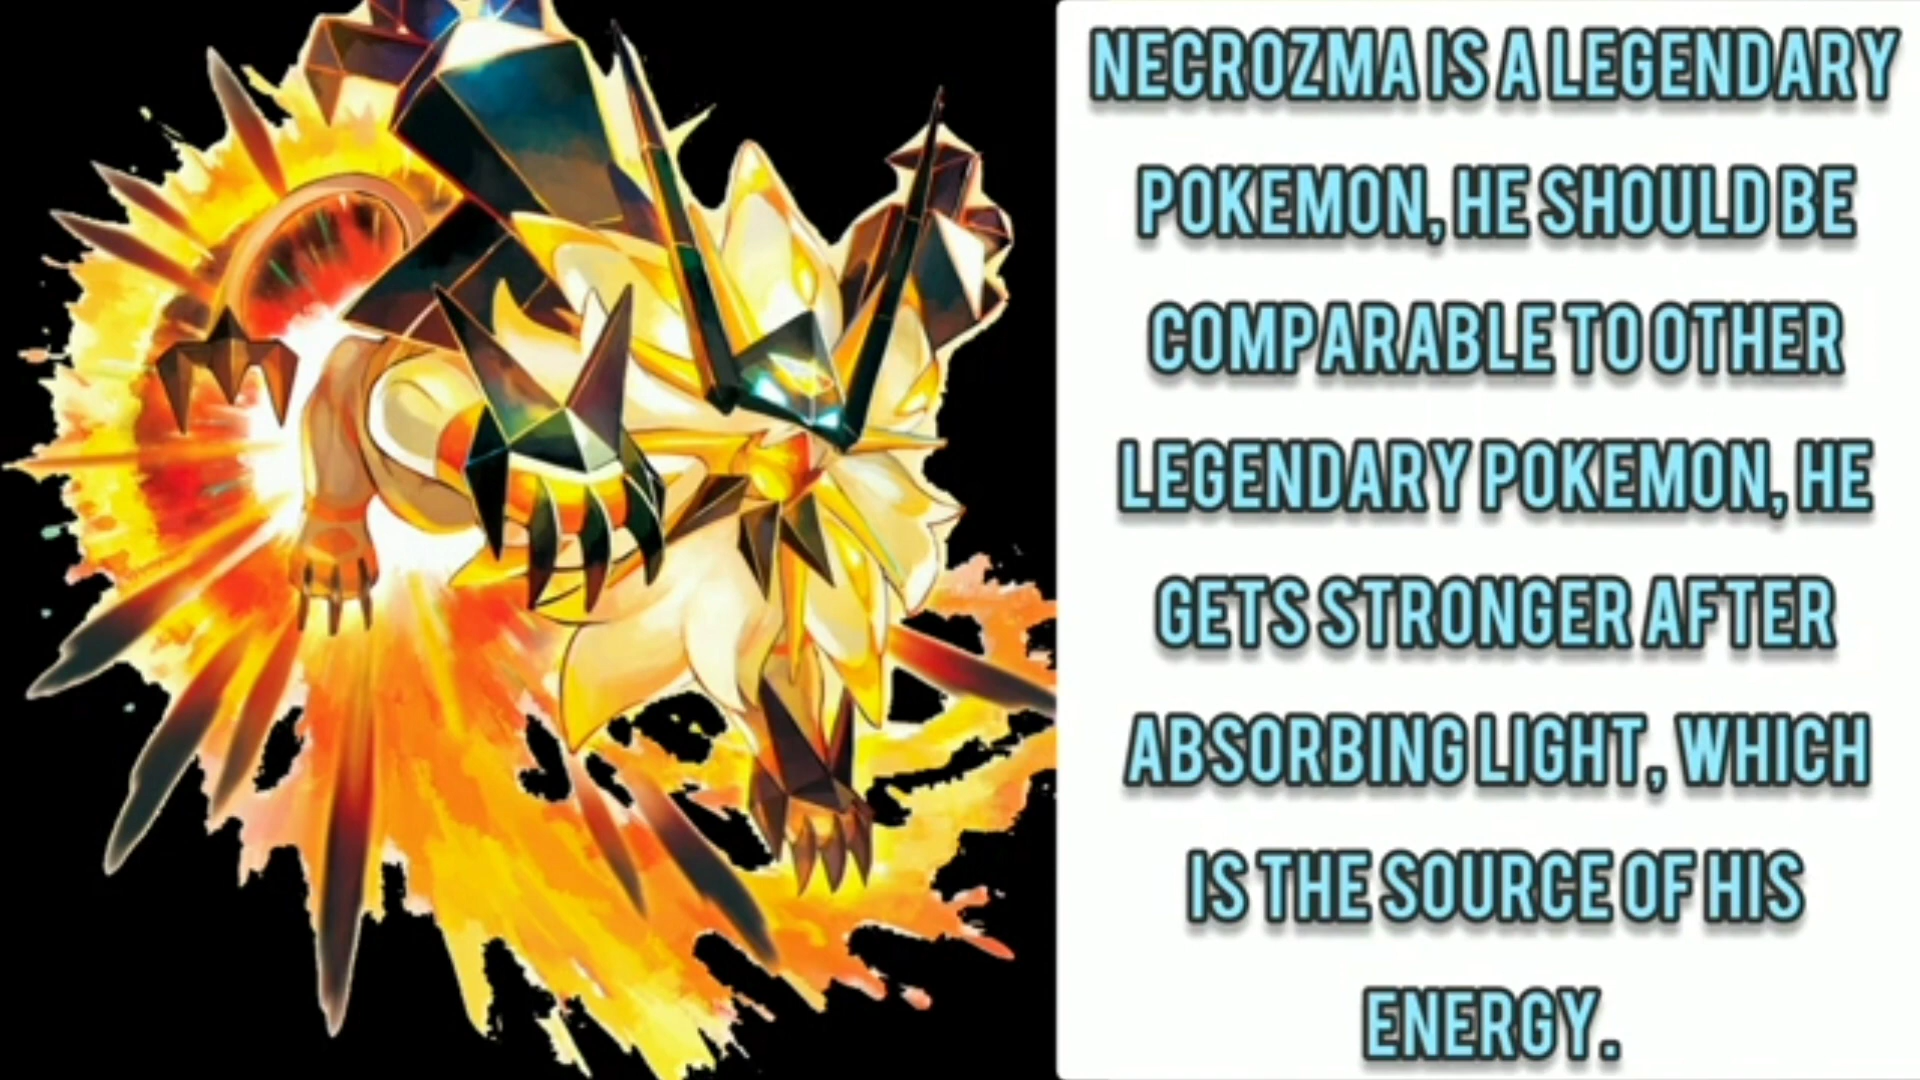 NECROZMA IS A LEGENDARY
POKEMON, HE SHOULD BE
COMPARABLE TO OTHER
LEGENDARY POKEMON, HE
GETS STRONGER AFTER
ABSORBING LIGHT, WHICH
IS THE SOURCE OF HIS
ENERGY.